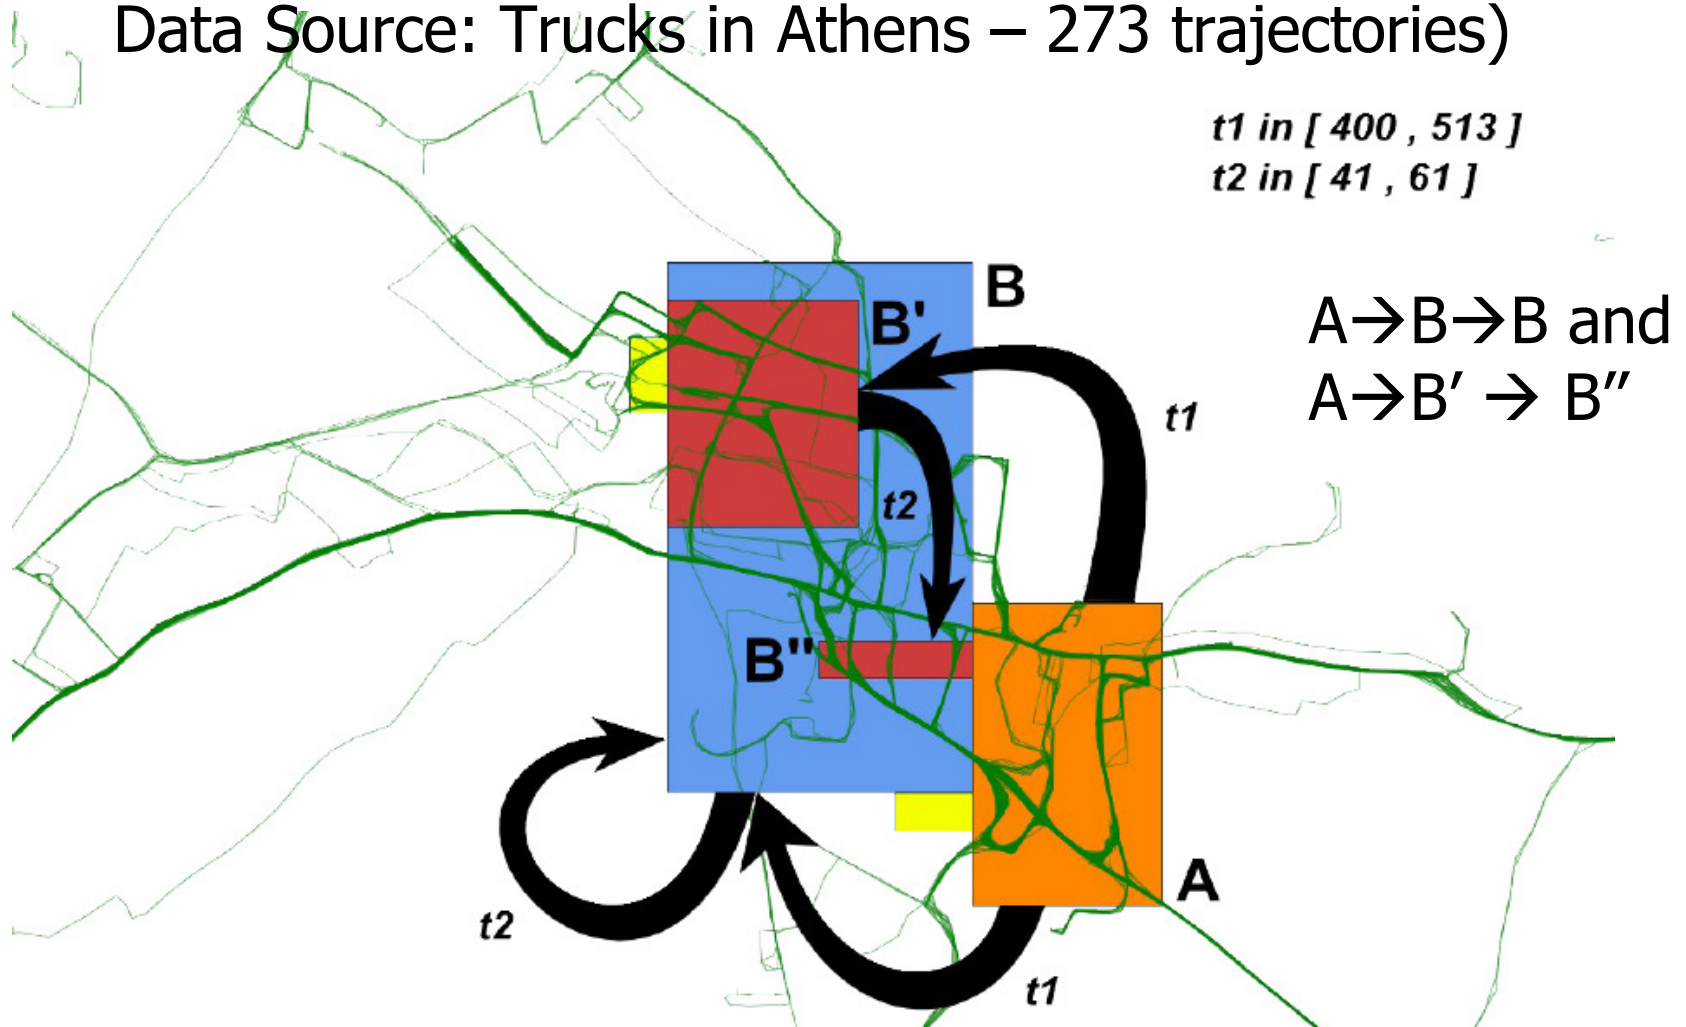 Data Source: Trucks in Athens – 273 trajectories)
t1 in [ 400 , 513 ]
t2 in [ 41 , 61 ]
B
B'
A→B→B and
A→B′ → B″
t1
t2
B"
A
t2
t1